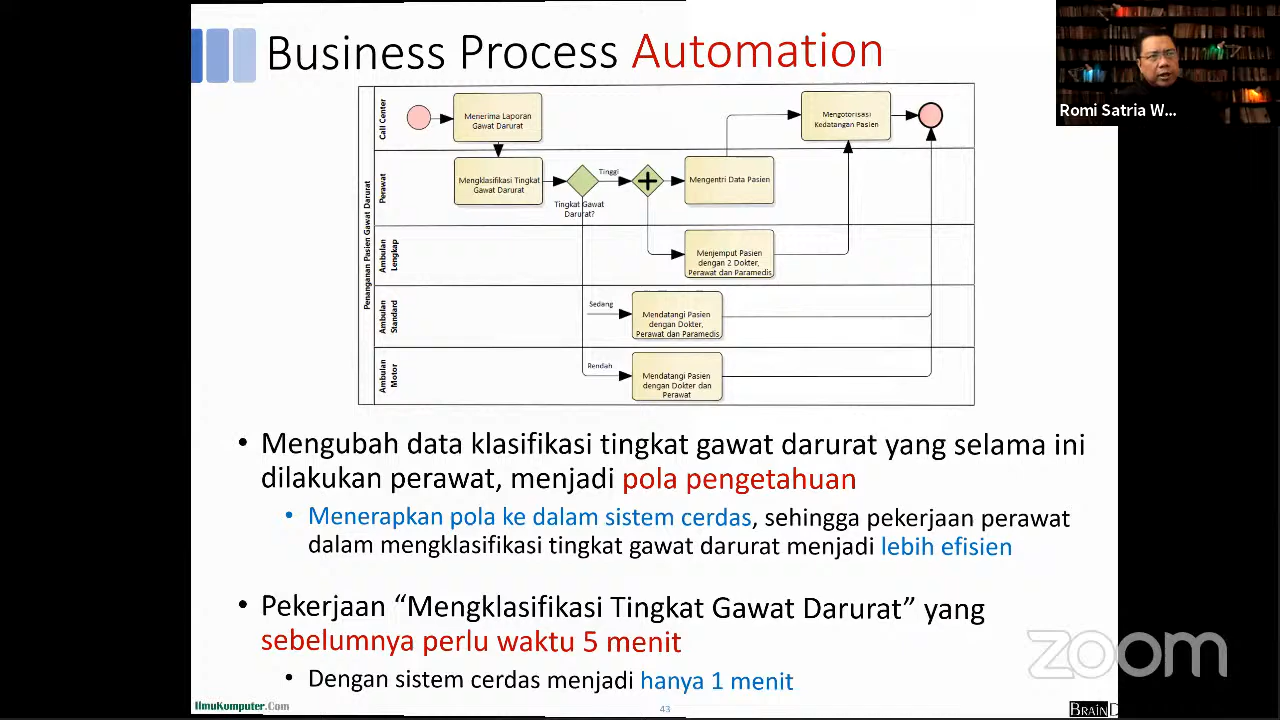 Business Process Automation
Romi Satria W...
Penanganan Pasien Gawat Darurat
Call Center
Menerima Laporan
Gawat Darurat
Mengotorisasi
Kedatangan Pasien
Perawat
Mengklasifikasi Tingkat
Gawat Darurat
Tingkat Gawat
Darurat?
Tinggi
Mengentri Data Pasien
Ambulan
Lengkap
Menjemput Pasien
dengan 2 Dokter,
Perawat dan Paramedis
Ambulan
Standard
Sedang
Mendatangi Pasien
dengan Dokter,
Perawat dan Paramedis
Ambulan
Motor
Rendah
Mendatangi Pasien
dengan Dokter dan
Perawat
• Mengubah data klasifikasi tingkat gawat darurat yang selama ini
dilakukan perawat, menjadi pola pengetahuan
• Menerapkan pola ke dalam sistem cerdas, sehingga pekerjaan perawat
dalam mengklasifikasi tingkat gawat darurat menjadi lebih efisien
• Pekerjaan “Mengklasifikasi Tingkat Gawat Darurat” yang
sebelumnya perlu waktu 5 menit
• Dengan sistem cerdas menjadi hanya 1 menit
zoom
IlmuKomputer.Com
43